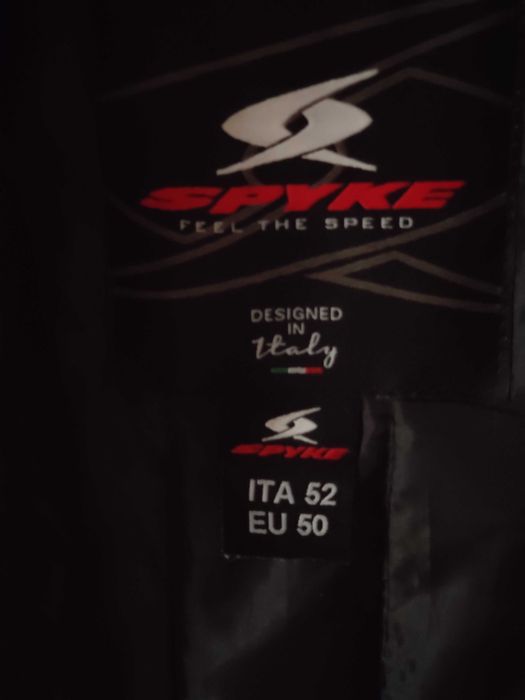 SPYKE
FEEL THE SPEED
DESIGNED
IN
Italy
SPYKE
ITA 52
EU 50